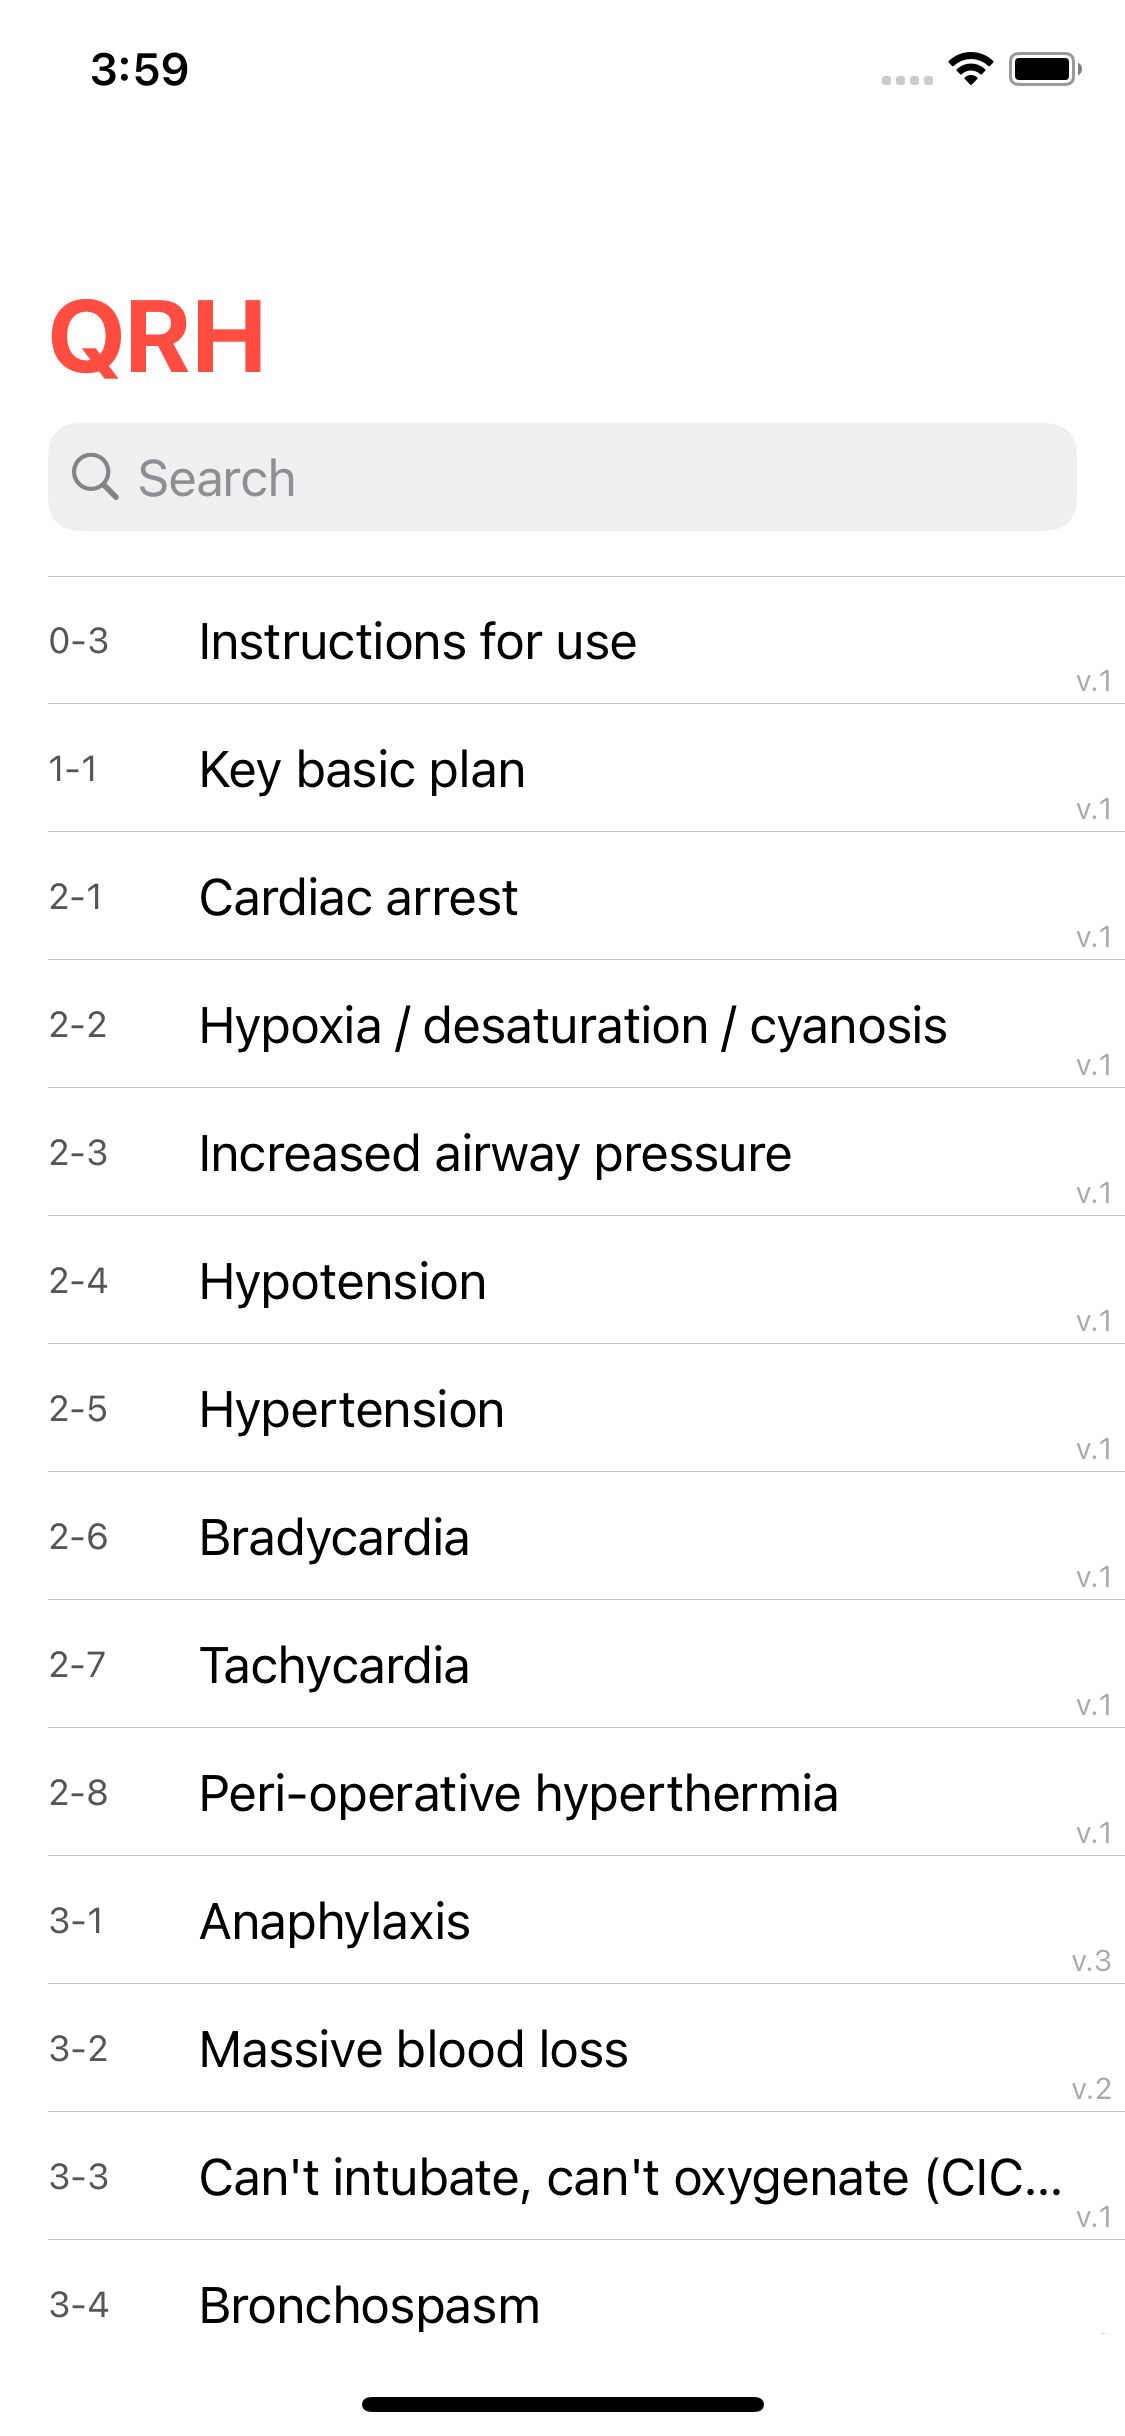 3:59
QRH
Search
0-3 Instructions for use
v.1
1-1 Key basic plan
v.1
2-1 Cardiac arrest
v.1
2-2 Hypoxia / desaturation / cyanosis
v.1
2-3 Increased airway pressure
v.1
2-4 Hypotension
v.1
2-5 Hypertension
v.1
2-6 Bradycardia
v.1
2-7 Tachycardia
v.1
2-8 Peri-operative hyperthermia
v.1
3-1 Anaphylaxis
v.3
3-2 Massive blood loss
v.2
3-3 Can't intubate, can't oxygenate (CIC...
v.1
3-4 Bronchospasm